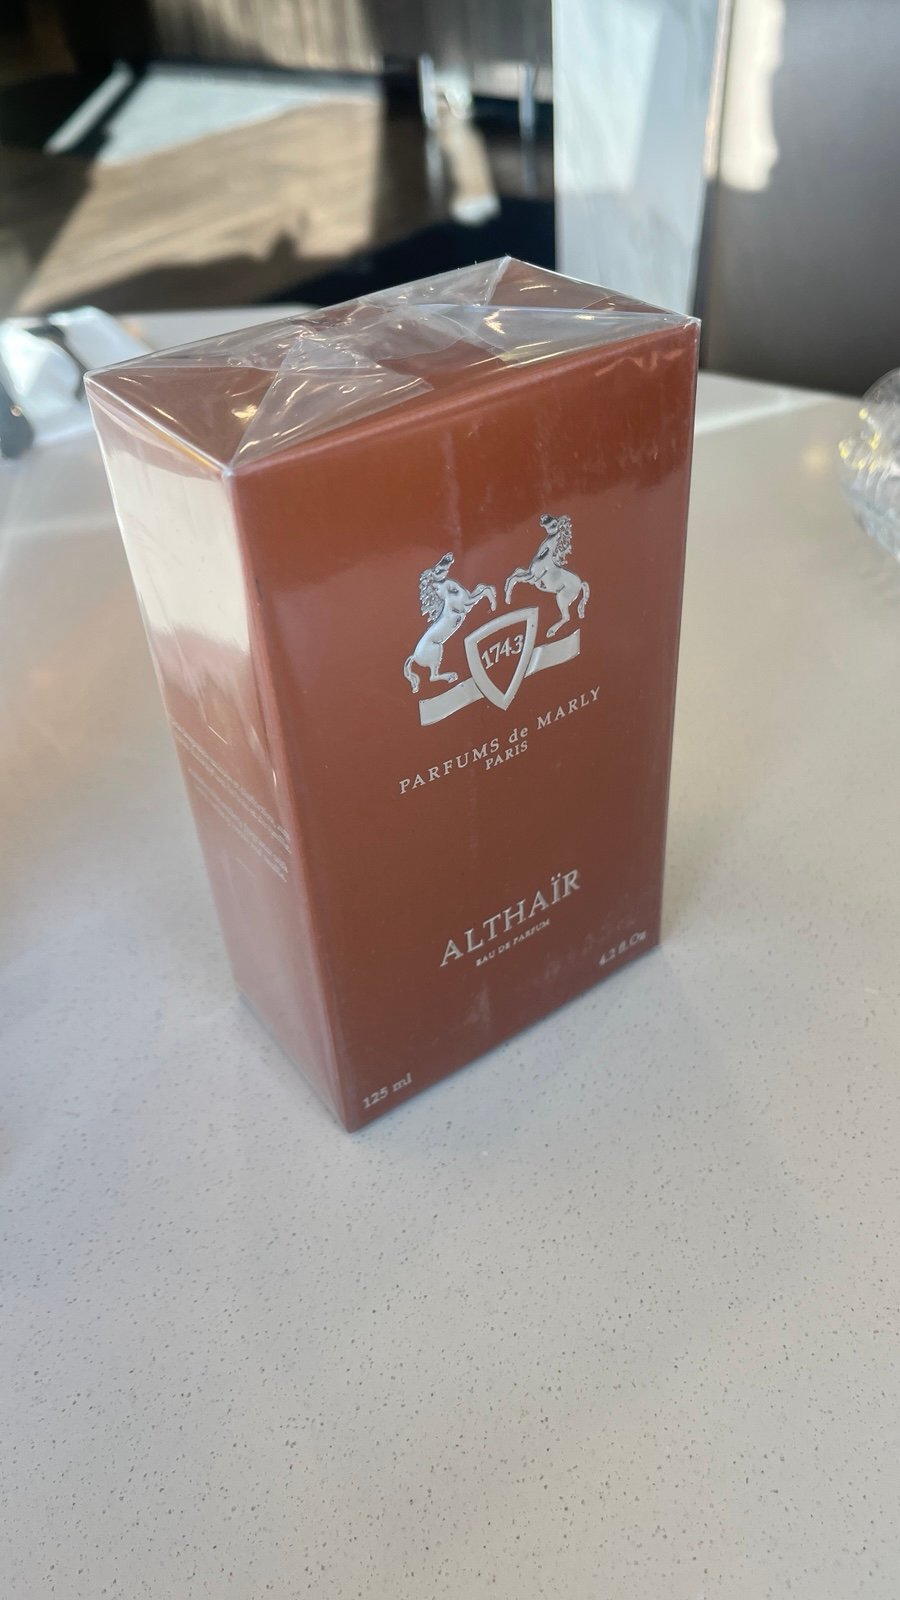 1743
PARFUMS de MARLY
PARIS
ALTHAÏR
EAU DE PARFUM
4.2 fl.Oz
125 ml